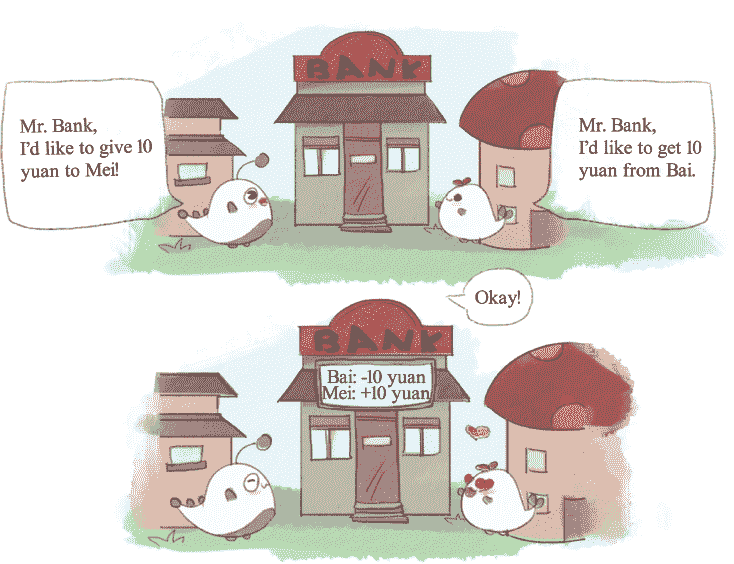 BANK
Mr. Bank,
I'd like to give 10
yuan to Mei!
Mr. Bank,
I'd like to get 10
yuan from Bai.
Okay!
BANK
Bai: -10 yuan
Mei: +10 yuan